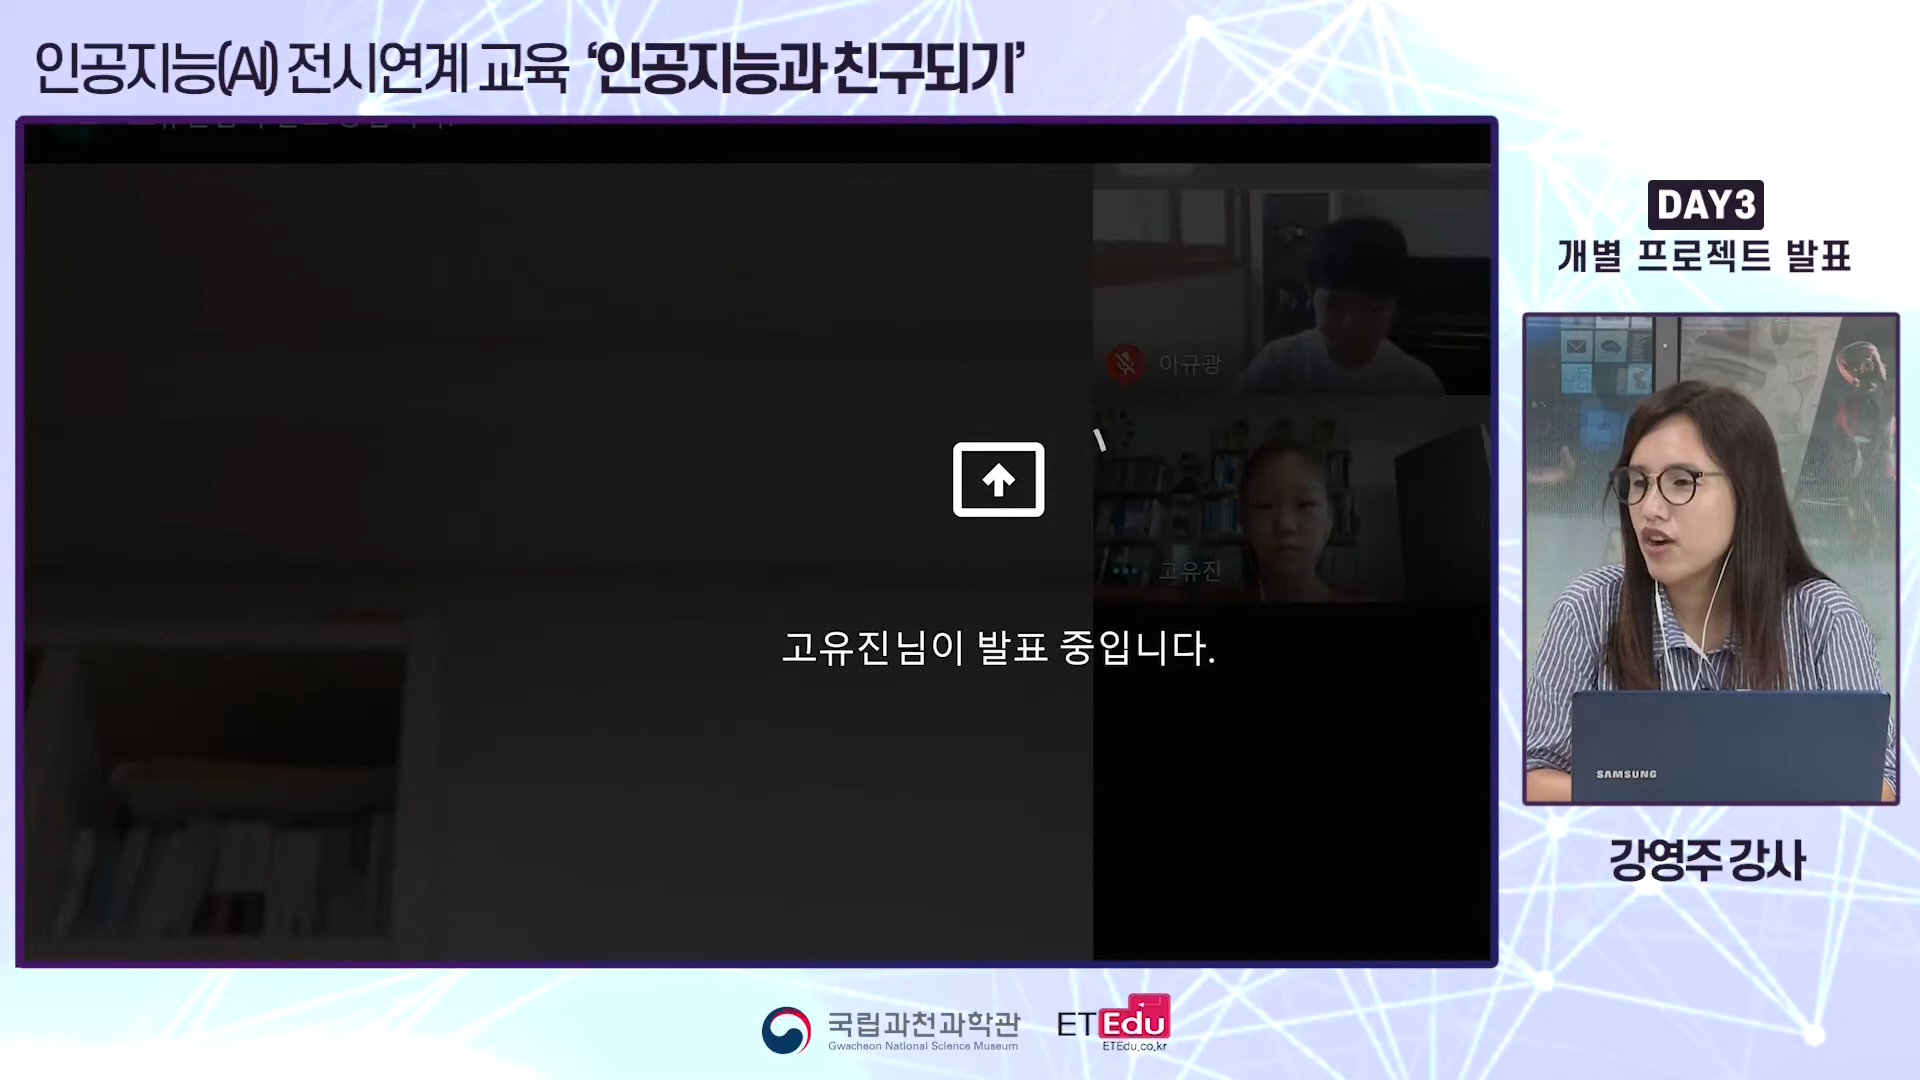 인공지능(AI) 전시연계 교육 ‘인공지능과 친구되기’
DAY3
개별 프로젝트 발표
이규광
고유진
고유진님이 발표 중입니다.
SAMSUNG
강영주 강사
국립과천과학관
Gwacheon National Science Museum
ETEdu
ETEdu.co.kr